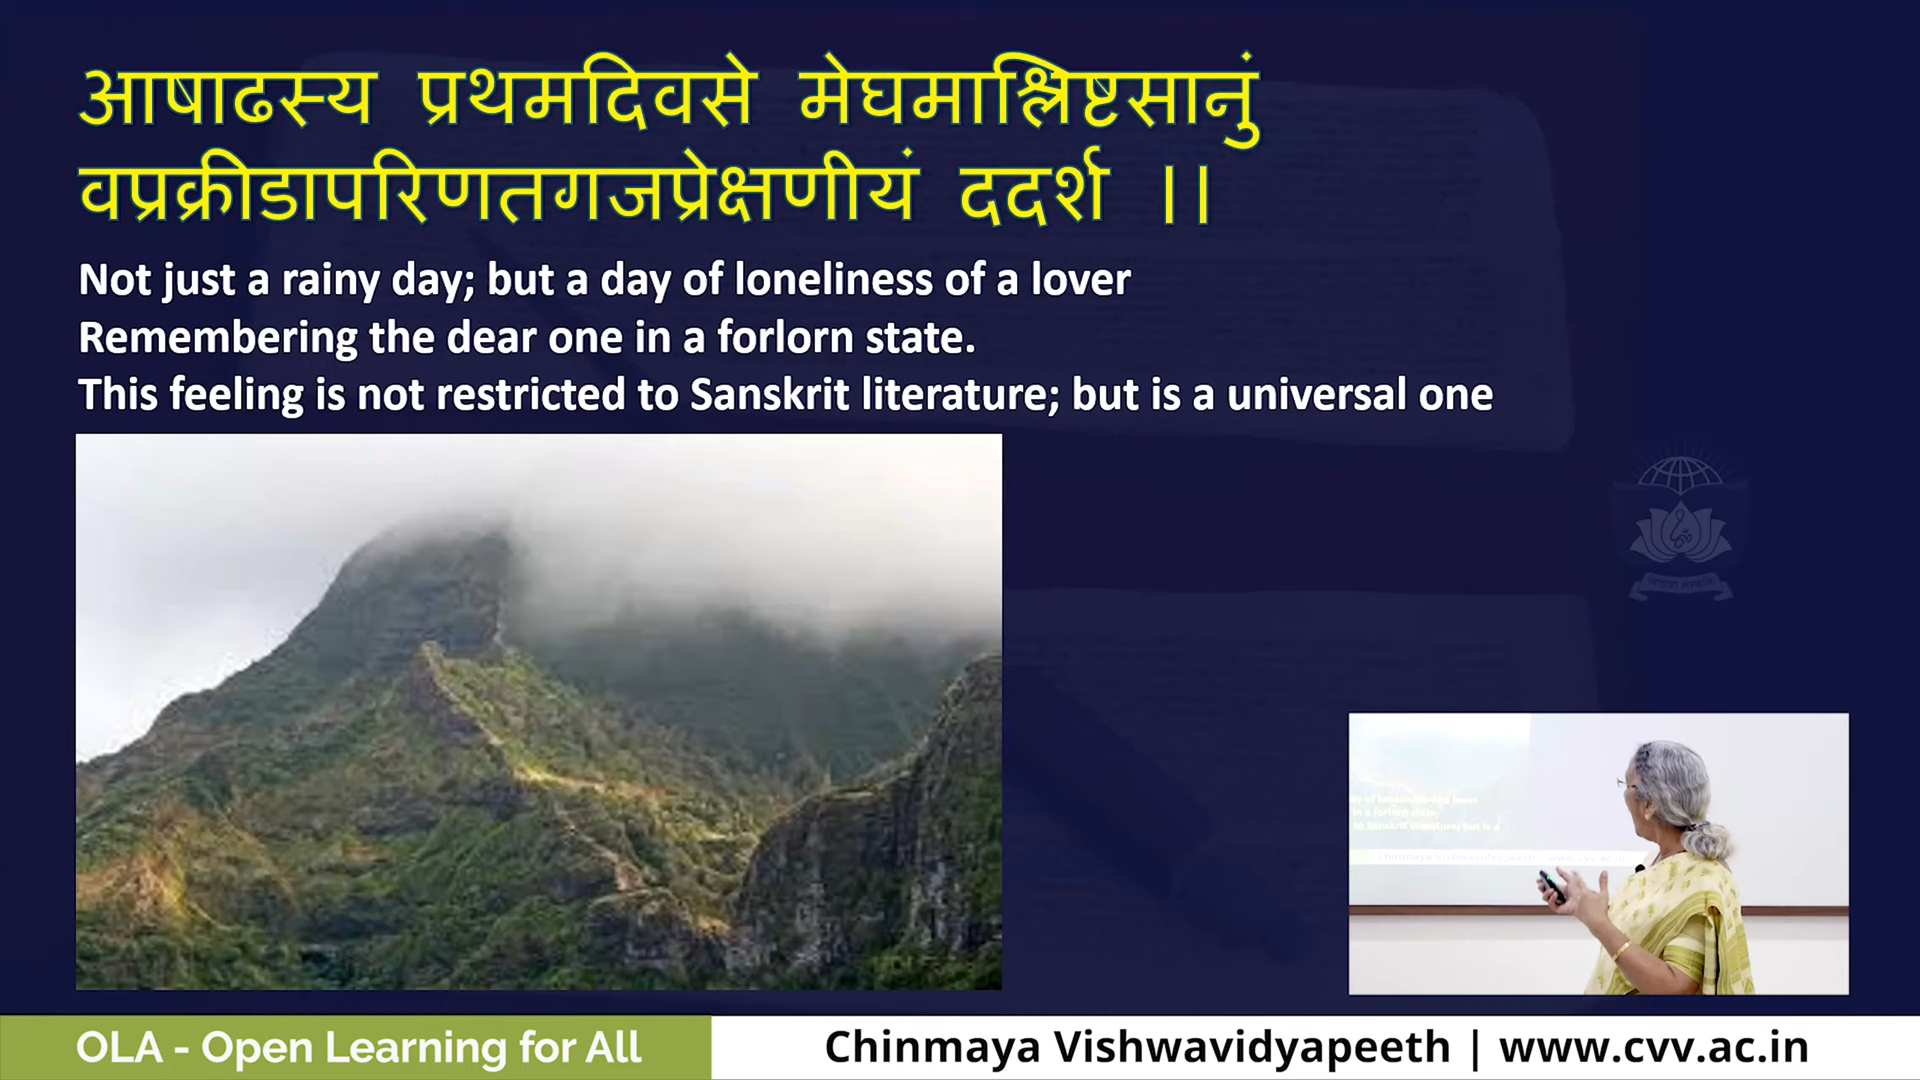 आषाढस्य प्रथमदिवसे मेघमाश्लिष्टसानुं
वप्रक्रीडापरिणतगजप्रेक्षणीयं ददर्श ।।
Not just a rainy day; but a day of loneliness of a lover
Remembering the dear one in a forlorn state.
This feeling is not restricted to Sanskrit literature; but is a universal one
OLA - Open Learning for All
Chinmaya Vishwavidyapeeth | www.cvv.ac.in